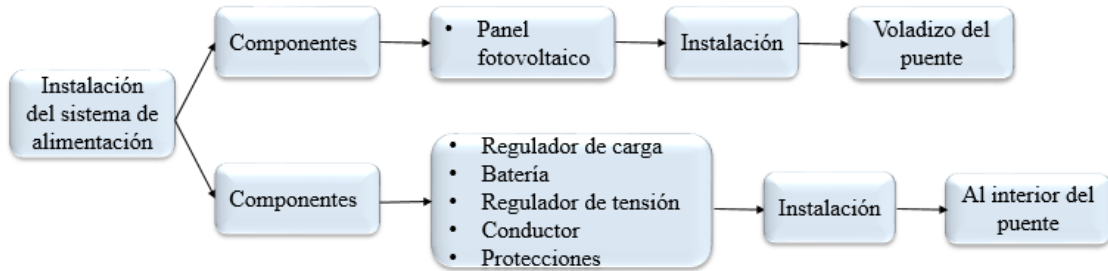 Instalación
del sistema de
alimentación
Componentes
• Panel
fotovoltaico
Instalación
Voladizo del
puente
Componentes
• Regulador de carga
• Batería
• Regulador de tensión
• Conductor
• Protecciones
Instalación
Al interior del
puente